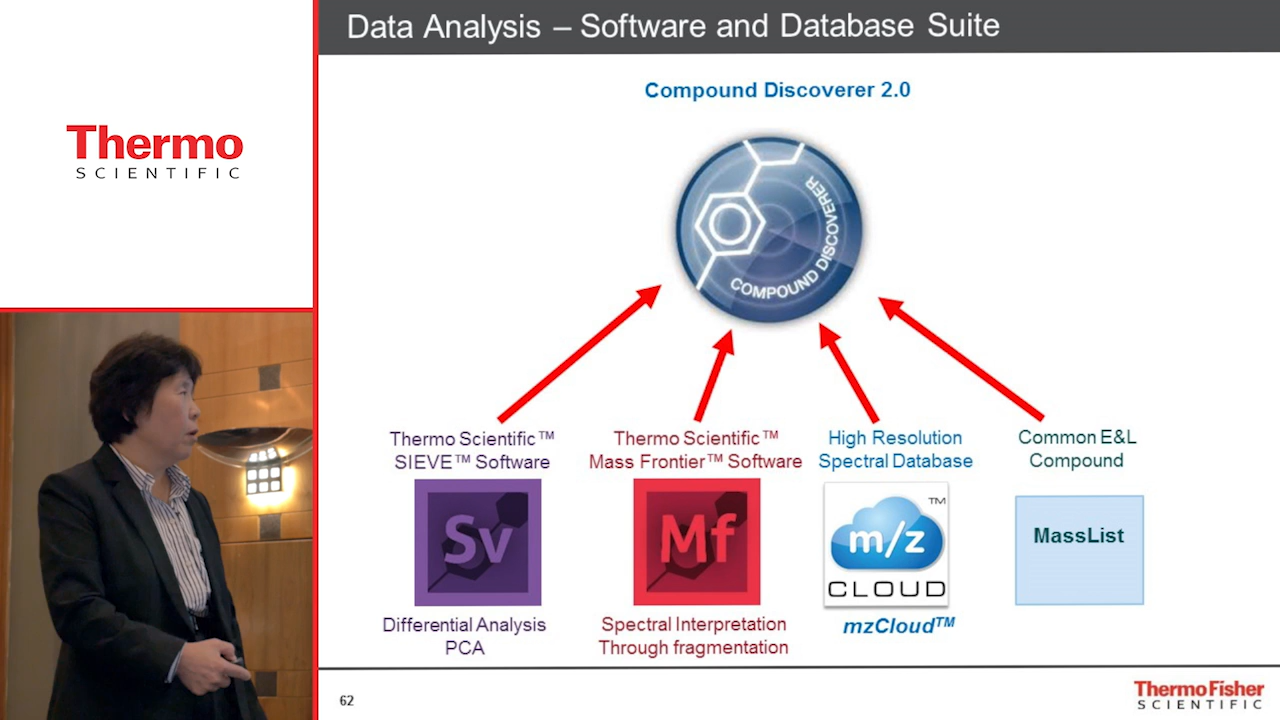 Thermo
SCIENTIFIC
Data Analysis – Software and Database Suite
Compound Discoverer 2.0
COMPOUND DISCOVERER
Thermo Scientific™
SIEVE™ Software
Sv
Differential Analysis
PCA
Thermo Scientific™
Mass Frontier™ Software
Mf
Spectral Interpretation
Through fragmentation
High Resolution
Spectral Database
TM
m/z
CLOUD
mzCloud™
Common E&L
Compound
MassList
62
ThermoFisher
SCIENTIFIC